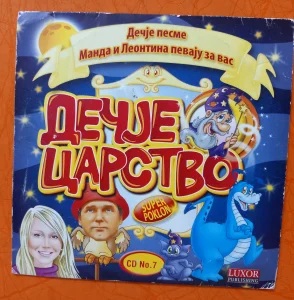 Дечје песме
Манда и Леонтина певају за вас
ДЕЧЈЕ
ЦАРСТВО
SUPER
POKLON
CD No.7
LUXOR
PUBLISHING